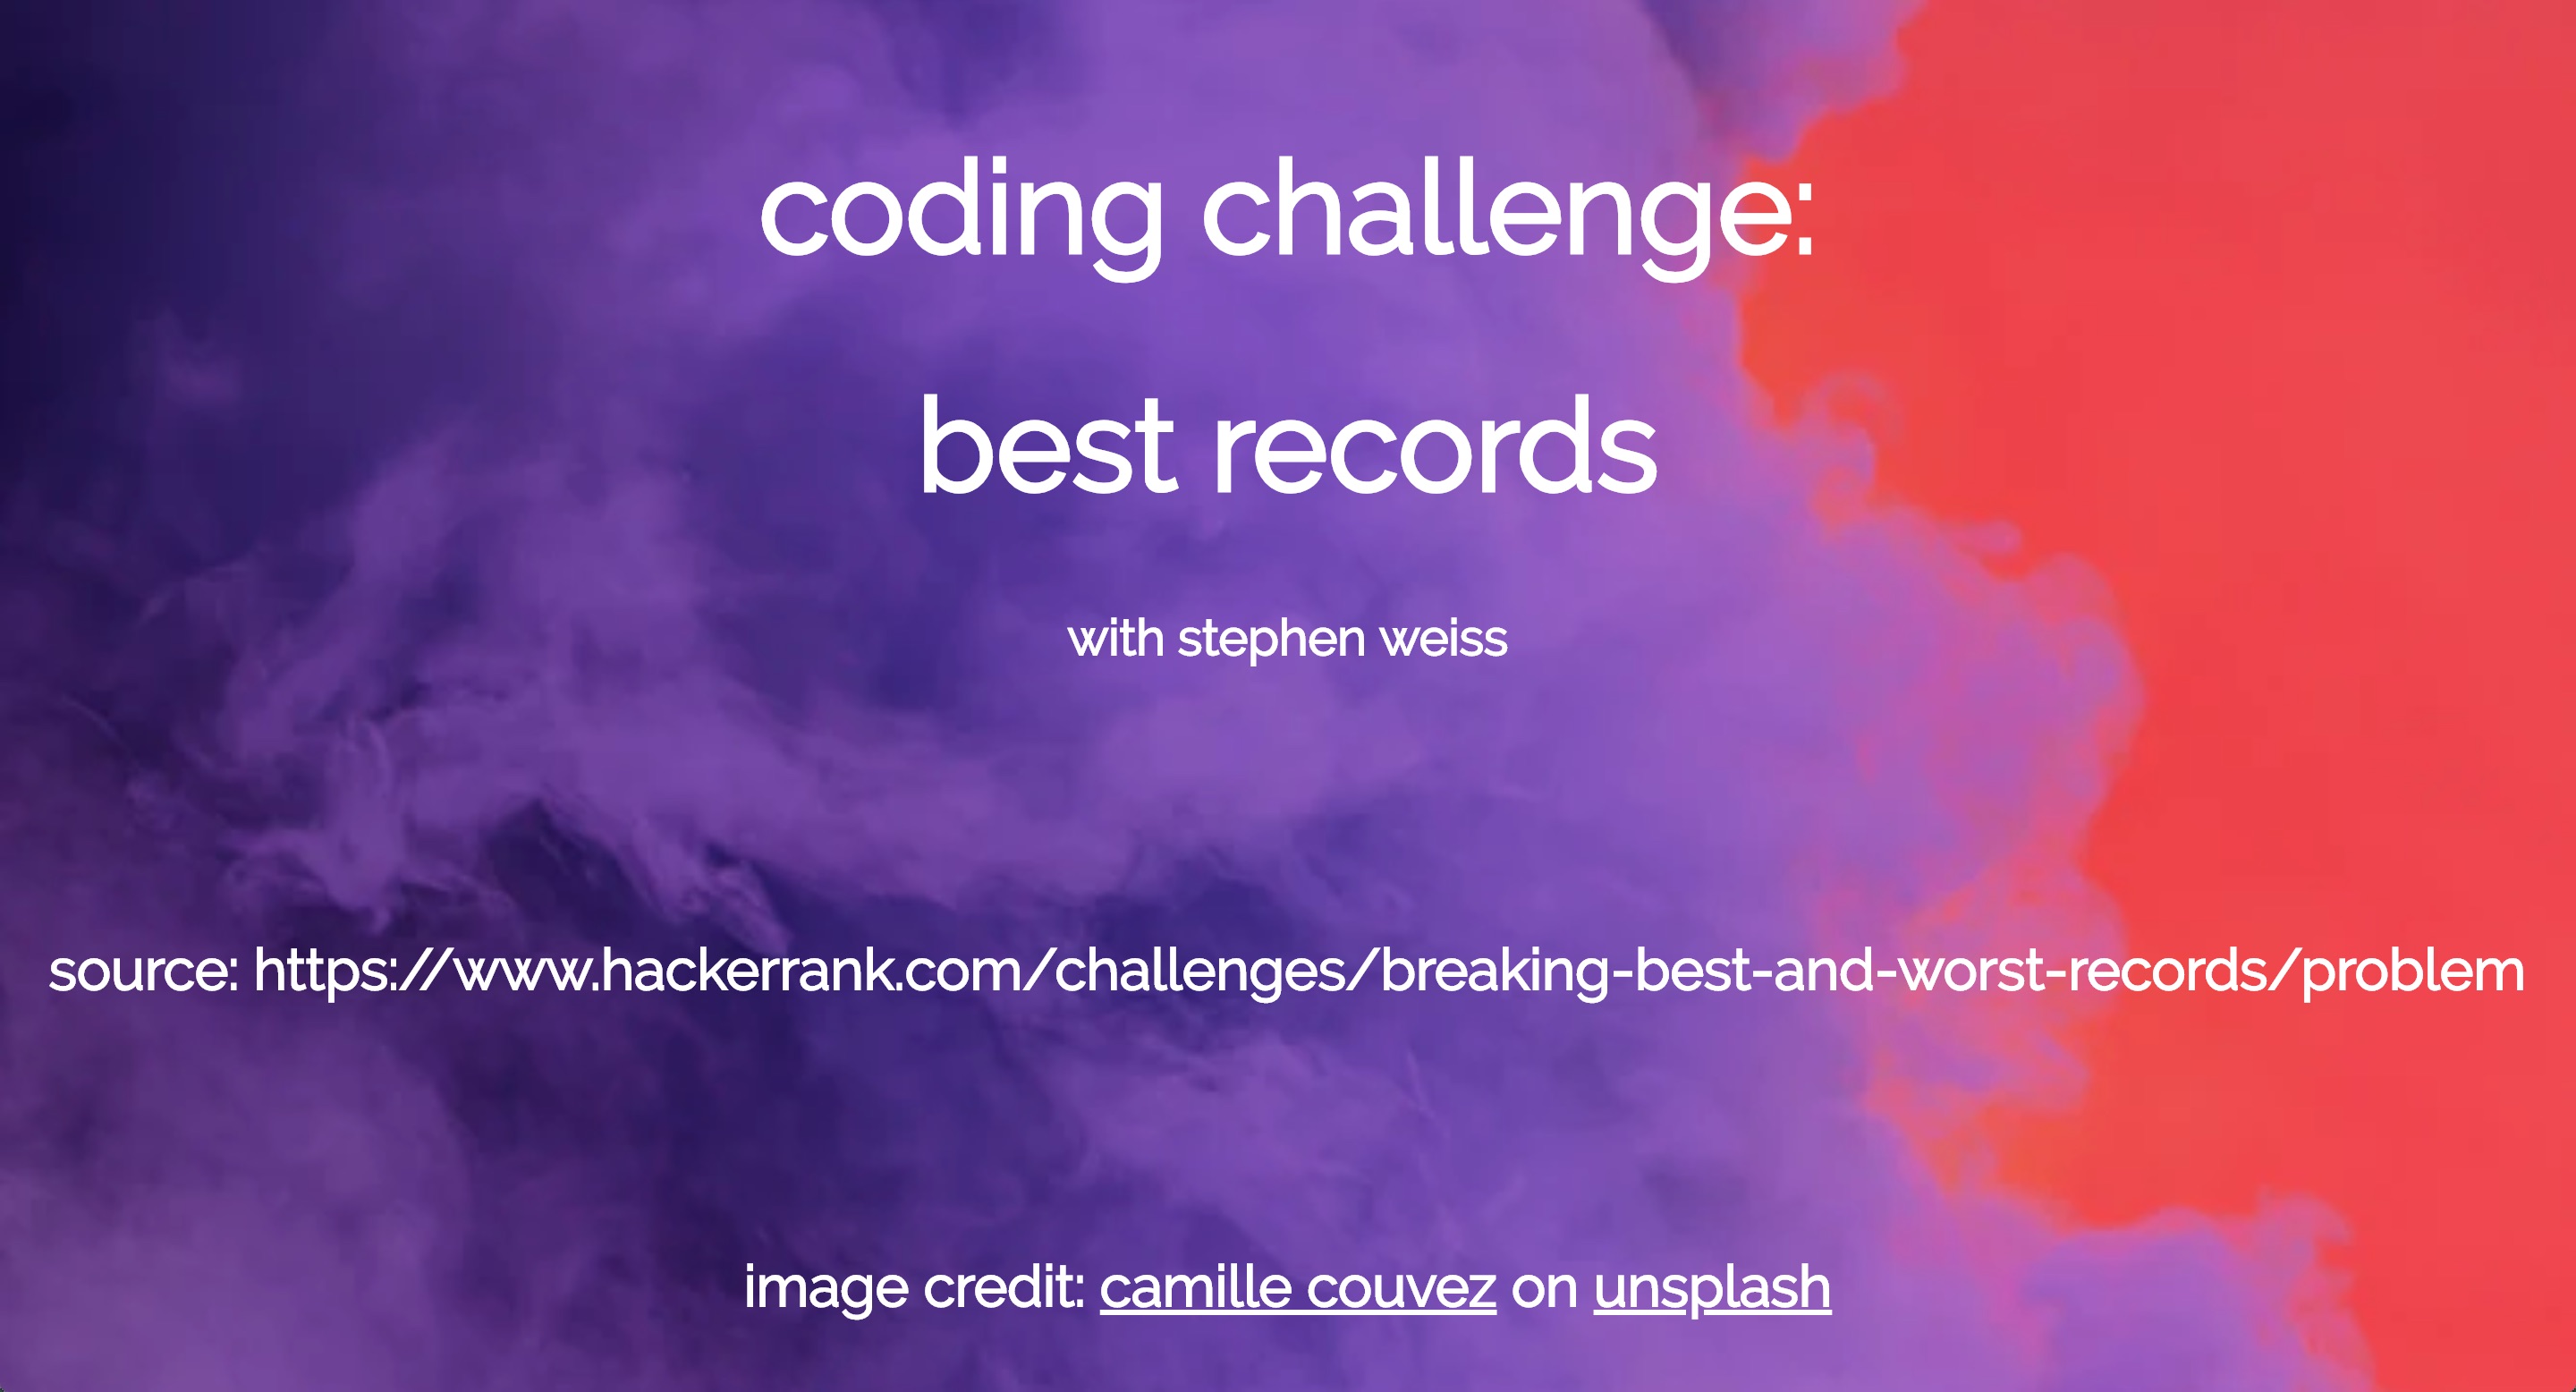 coding challenge:
best records
with stephen weiss
source: https://www.hackerrank.com/challenges/breaking-best-and-worst-records/problem
image credit: camille couvez on unsplash